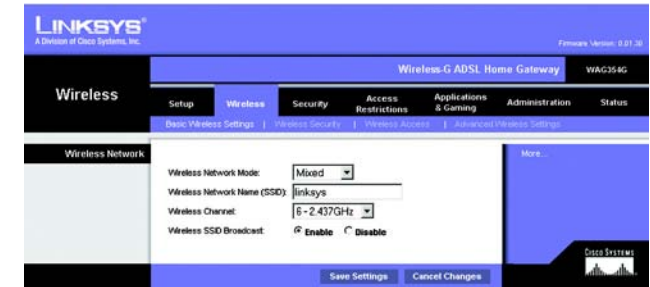 LINKSYS®
A Division of Cisco Systems, Inc.
Firmware Version: 0.01.30
Wireless-G ADSL Home Gateway WAG354G
Wireless
Setup Wireless Security Access Restrictions Applications & Gaming Administration Status
Basic Wireless Settings | Wireless Security | Wireless Access | Advanced Wireless Settings
Wireless Network
More...
Wireless Network Mode: Mixed
Wireless Network Name (SSID): linksys
Wireless Channel: 6 - 2.437GHz
Wireless SSID Broadcast: Enable Disable
CISCO SYSTEMS
Save Settings Cancel Changes